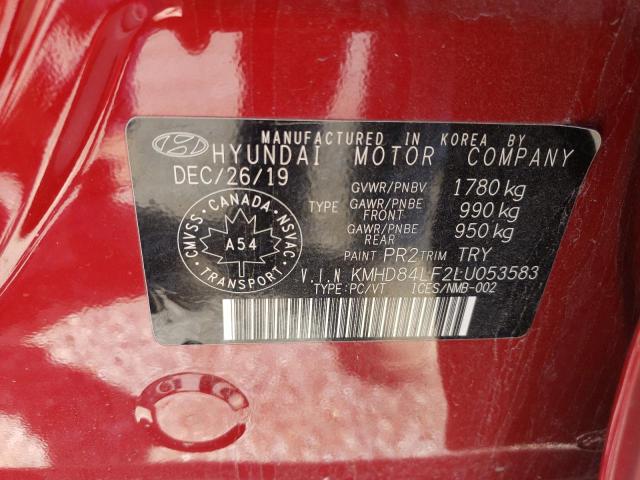 MANUFACTURED IN KOREA BY
HYUNDAI MOTOR COMPANY
DEC/26/19
GVWR/PNBV 1780 kg
TYPE
GAWR/PNBE FRONT 990 kg
GAWR/PNBE REAR 950 kg
CMVSS · CANADA · NSVAC
A54
TRANSPORT
PAINT PR2 TRIM TRY
V.I.N KMHD84LF2LU053583
TYPE:PC/VT ICES/NMB-002